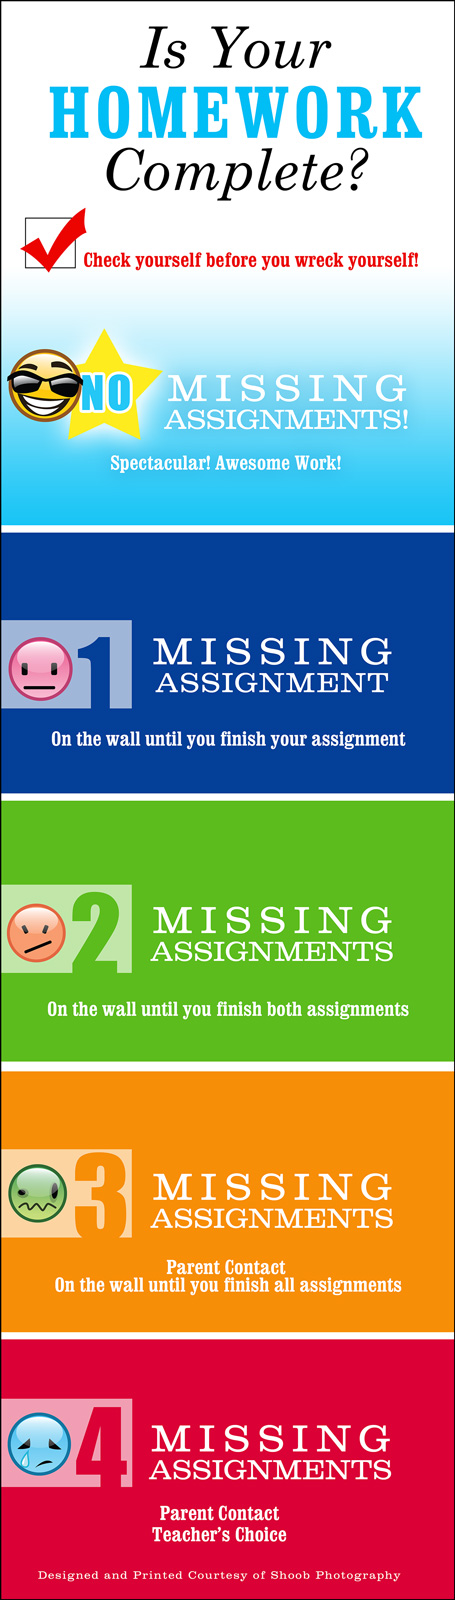 Is Your
HOMEWORK
Complete?
Check yourself before you wreck yourself!
NO
MISSING
ASSIGNMENTS!
Spectacular! Awesome Work!
1
MISSING
ASSIGNMENT
On the wall until you finish your assignment
2
MISSING
ASSIGNMENTS
On the wall until you finish both assignments
3
MISSING
ASSIGNMENTS
Parent Contact
On the wall until you finish all assignments
4
MISSING
ASSIGNMENTS
Parent Contact
Teacher's Choice
Designed and Printed Courtesy of Shoob Photography